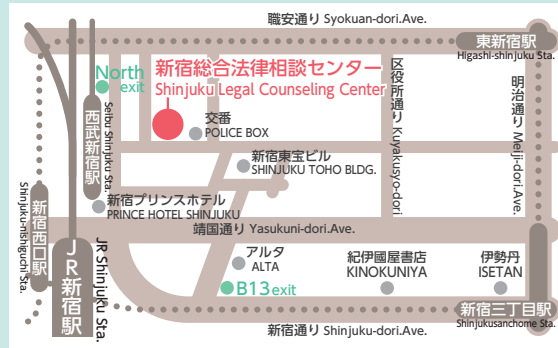 職安通り Syokuan-dori.Ave.
東新宿駅
Higashi-shinjuku Sta.
North
exit
新宿総合法律相談センター
Shinjuku Legal Counseling Center
交番
POLICE BOX
西武新宿駅
Seibu Shinjuku Sta.
区役所通り Kuyakusyo-dori
明治通り Meiji-dori.Ave.
新宿東宝ビル
SHINJUKU TOHO BLDG.
新宿プリンスホテル
PRINCE HOTEL SHINJUKU
新宿西口駅
Shinjuku-nishiguchi Sta.
靖国通り Yasukuni-dori.Ave.
JR新宿駅
JR Shinjuku Sta.
アルタ
ALTA
B13 exit
紀伊國屋書店
KINOKUNIYA
伊勢丹
ISETAN
新宿三丁目駅
Shinjukusanchome Sta.
新宿通り Shinjuku-dori.Ave.